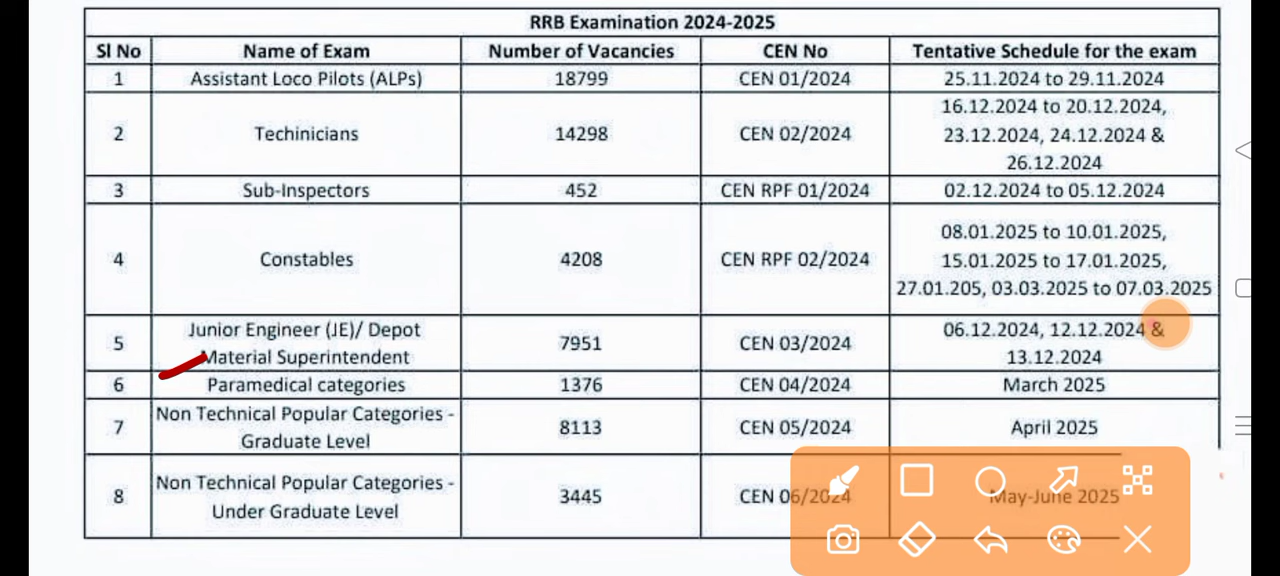 RRB Examination 2024-2025
Sl No Name of Exam Number of Vacancies CEN No Tentative Schedule for the exam
1 Assistant Loco Pilots (ALPs) 18799 CEN 01/2024 25.11.2024 to 29.11.2024
2 Techinicians 14298 CEN 02/2024 16.12.2024 to 20.12.2024,
23.12.2024, 24.12.2024 &
26.12.2024
3 Sub-Inspectors 452 CEN RPF 01/2024 02.12.2024 to 05.12.2024
4 Constables 4208 CEN RPF 02/2024 08.01.2025 to 10.01.2025,
15.01.2025 to 17.01.2025,
27.01.205, 03.03.2025 to 07.03.2025
5 Junior Engineer (JE)/ Depot
Material Superintendent 7951 CEN 03/2024 06.12.2024, 12.12.2024 &
13.12.2024
6 Paramedical categories 1376 CEN 04/2024 March 2025
7 Non Technical Popular Categories -
Graduate Level 8113 CEN 05/2024 April 2025
8 Non Technical Popular Categories -
Under Graduate Level 3445 CEN 06/2024 May-June 2025